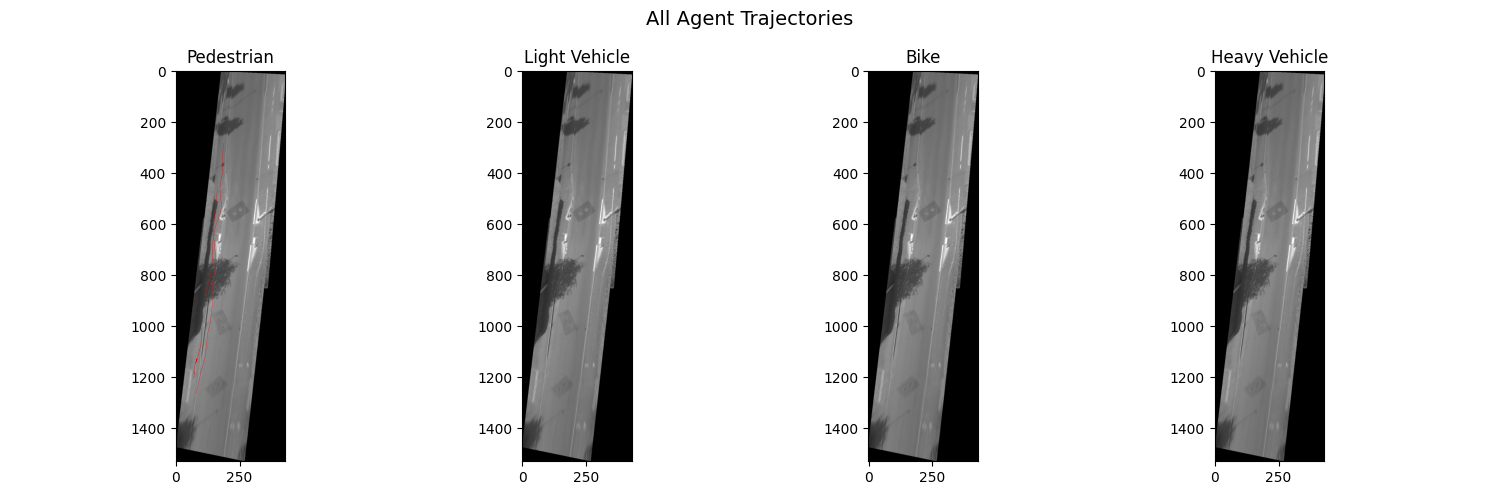 All Agent Trajectories
Pedestrian Light Vehicle Bike Heavy Vehicle
0 0 0 0
200 200 200 200
400 400 400 400
600 600 600 600
800 800 800 800
1000 1000 1000 1000
1200 1200 1200 1200
1400 1400 1400 1400
0 250 0 250 0 250 0 250